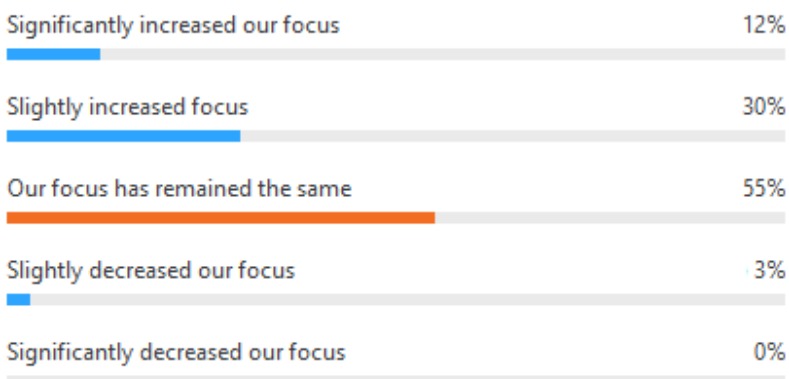 Significantly increased our focus 12%
Slightly increased focus 30%
Our focus has remained the same 55%
Slightly decreased our focus 3%
Significantly decreased our focus 0%